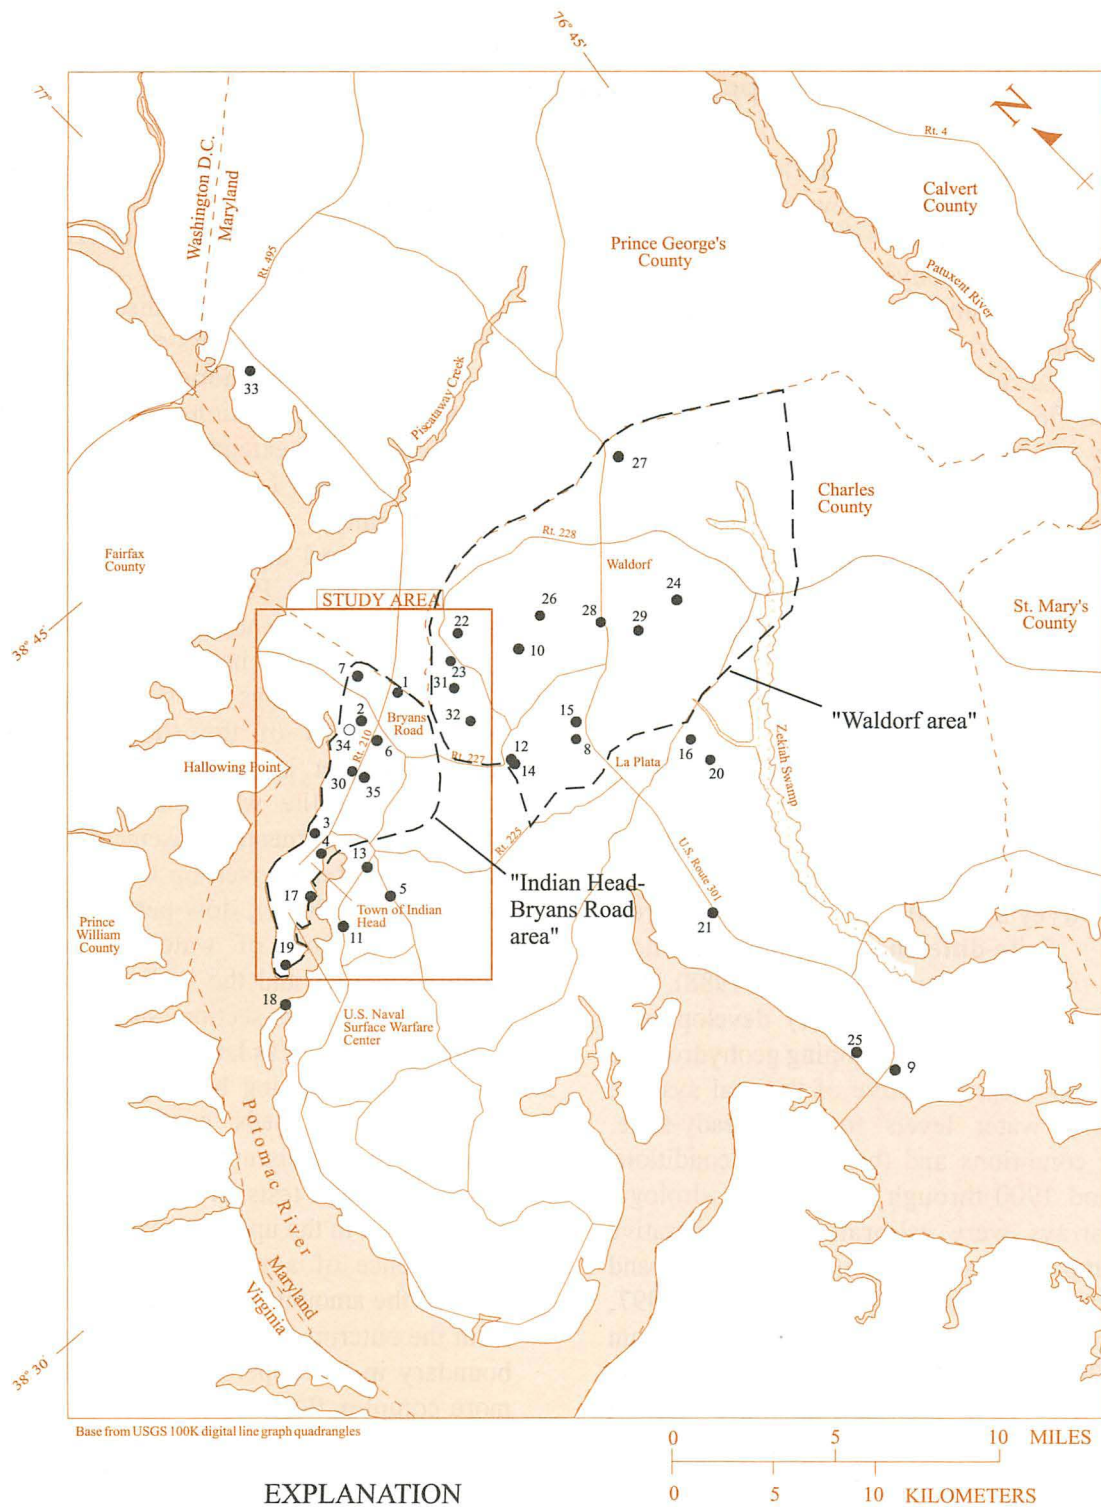 76° 45'
77°
N
Rt. 4
Washington D.C.
Maryland
Calvert
County
Prince George's
County
Rt. 495
Patuxent River
33
Piscataway Creek
27
Charles
County
Rt. 228
Fairfax
County
Waldorf
24
STUDY AREA
26
28
29
St. Mary's
County
38° 45'
22
10
7
1
23
31
2
Bryans
Road
32
15
"Waldorf area"
34
6
Rt. 210
8
16
Zekiah Swamp
Hallowing Point
Rt. 227
12
14
La Plata
20
30
35
3
4
Rt. 225
13
U.S. Route 301
17
5
"Indian Head-
Bryans Road
area"
Town of Indian
Head
Prince
William
County
11
21
19
18
U.S. Naval
Surface Warfare
Center
25
9
Potomac River
Maryland
Virginia
38° 30'
Base from USGS 100K digital line graph quadrangles
0 5 10 MILES
0 5 10 KILOMETERS
EXPLANATION